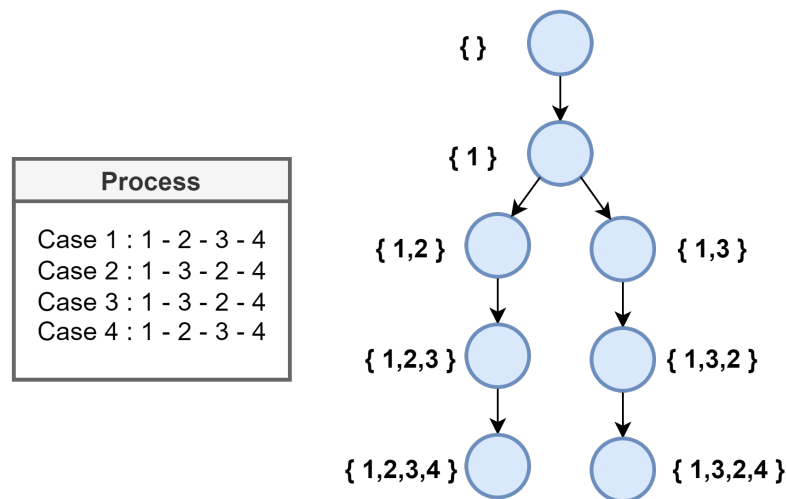 Process
Case 1 : 1 - 2 - 3 - 4
Case 2 : 1 - 3 - 2 - 4
Case 3 : 1 - 3 - 2 - 4
Case 4 : 1 - 2 - 3 - 4
{ }
{ 1 }
{ 1,2 }
{ 1,3 }
{ 1,2,3 }
{ 1,3,2 }
{ 1,2,3,4 }
{ 1,3,2,4 }